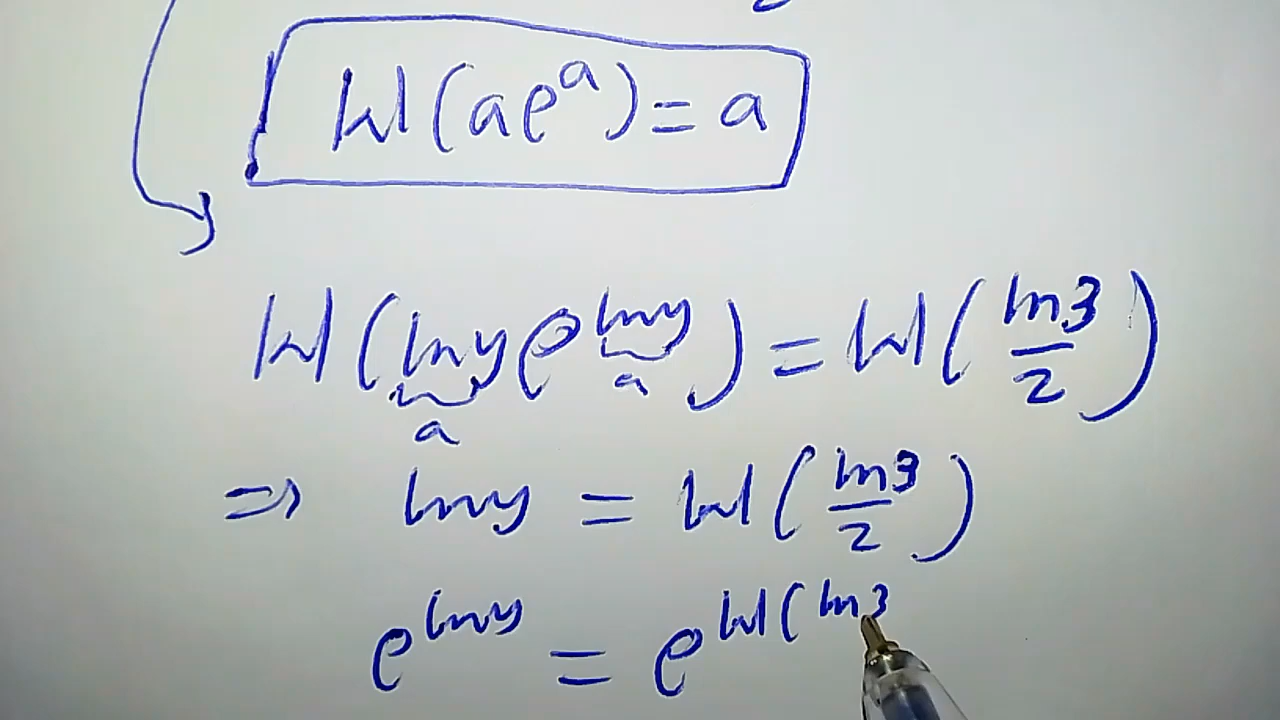 W(ae^a) = a
W(lny e^lny) = W(ln3/2)
a a
=> lny = W(ln3/2)
e^lny = e^W(ln3